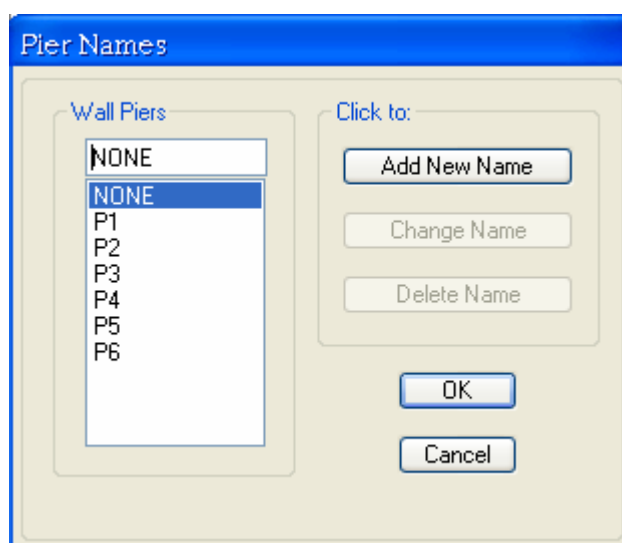 Pier Names
Wall Piers
NONE
NONE
P1
P2
P3
P4
P5
P6
Click to:
Add New Name
Change Name
Delete Name
OK
Cancel